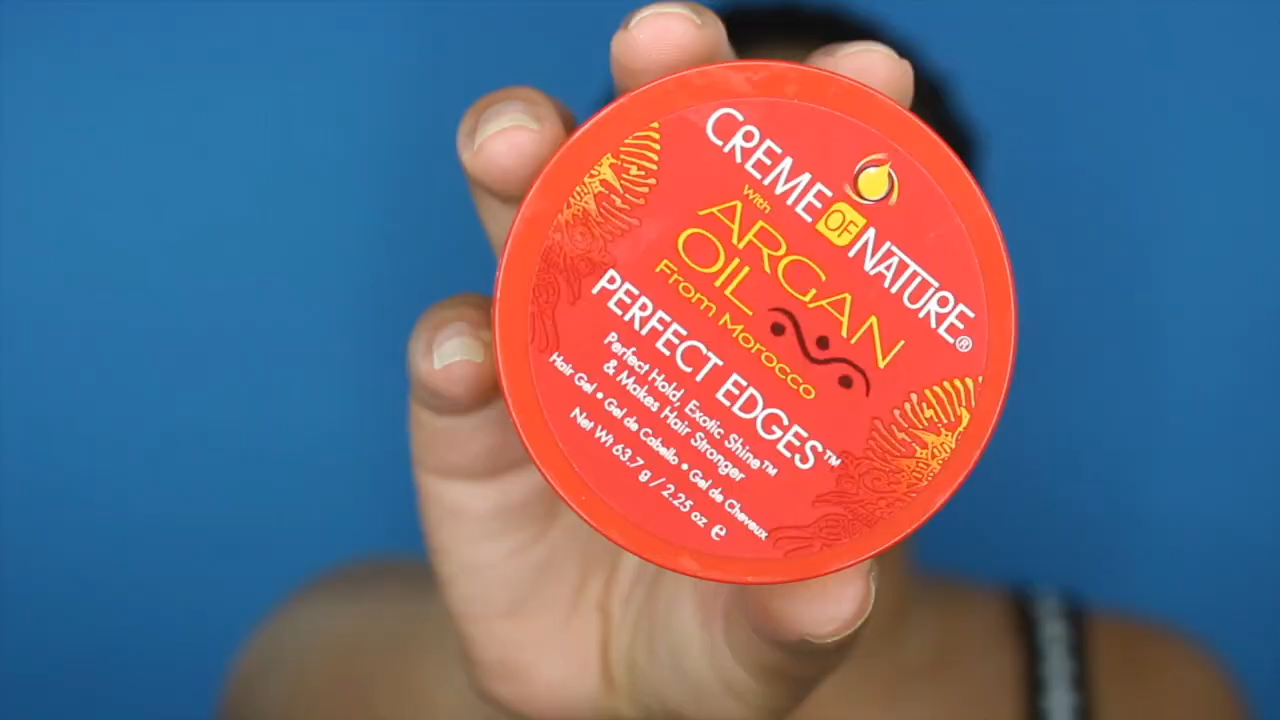 CREME OF NATURE®
With
ARGAN
OIL
From Morocco
PERFECT EDGES™
Perfect Hold, Exotic Shine™
& Makes Hair Stronger
Hair Gel • Gel de Cabello • Gel de Cheveux
Net Wt 63.7 g / 2.25 oz ℮